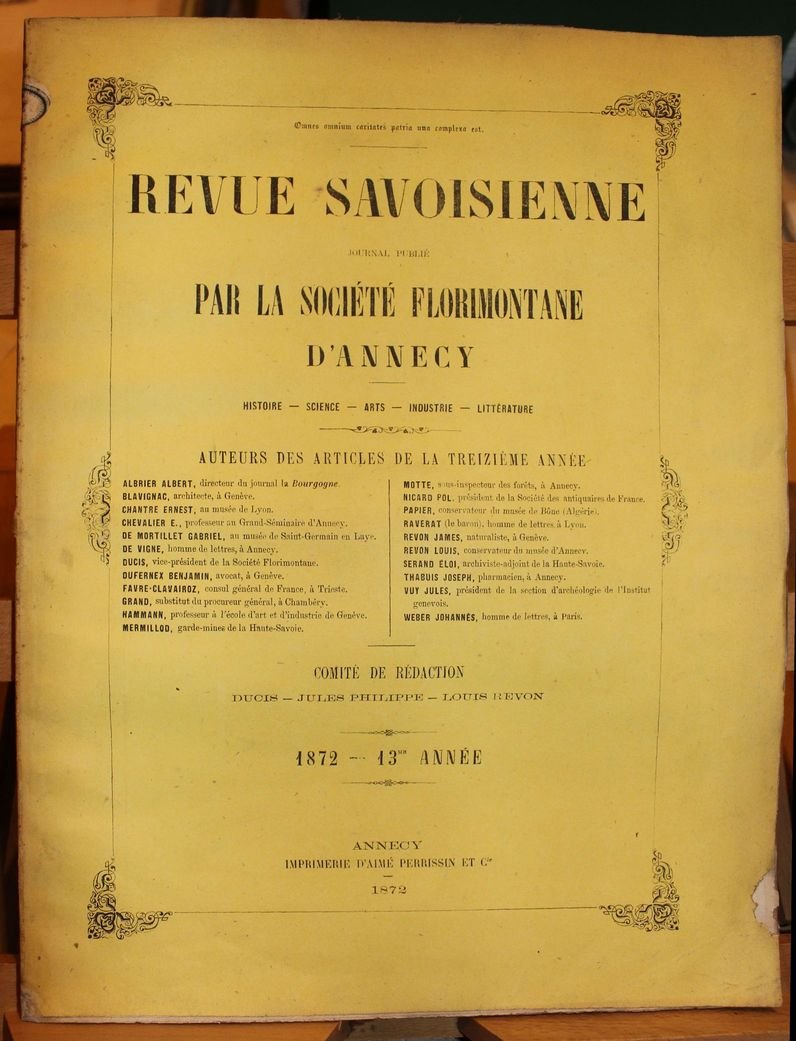 Omnes omnium caritates patria una complexa est.
REVUE SAVOISIENNE
JOURNAL PUBLIÉ
PAR LA SOCIÉTÉ FLORIMONTANE
D'ANNECY
HISTOIRE — SCIENCE — ARTS — INDUSTRIE — LITTÉRATURE
AUTEURS DES ARTICLES DE LA TREIZIÈME ANNÉE
ALBRIER ALBERT, directeur du journal la Bourgogne.
BLAVIGNAC, architecte, à Genève.
CHANTRE ERNEST, au musée de Lyon.
CHEVALIER E., professeur au Grand-Séminaire d'Annecy.
DE MORTILLET GABRIEL, au musée de Saint-Germain en Laye.
DE VIGNE, homme de lettres, à Annecy.
DUCIS, vice-président de la Société Florimontane.
DUFERNEX BENJAMIN, avocat, à Genève.
FAVRE-CLAVAIROZ, consul général de France, à Trieste.
GRAND, substitut du procureur général, à Chambéry.
HAMMANN, professeur à l'école d'art et d'industrie de Genève.
MERMILLOD, garde-mines de la Haute-Savoie.
MOTTE, sous-inspecteur des forêts, à Annecy.
NICARD POL, président de la Société des antiquaires de France.
PAPIER, conservateur du musée de Bône (Algérie).
RAVERAT (le baron), homme de lettres, à Lyon.
REVON JAMES, naturaliste, à Genève.
REVON LOUIS, conservateur du musée d'Annecy.
SERAND ÉLOI, archiviste-adjoint de la Haute-Savoie.
THABUIS JOSEPH, pharmacien, à Annecy.
VUY JULES, président de la section d'archéologie de l'Institut
genevois.
WEBER JOHANNÈS, homme de lettres, à Paris.
COMITÉ DE RÉDACTION
DUCIS — JULES PHILIPPE — LOUIS REVON
1872 — 13me ANNÉE
ANNECY
IMPRIMERIE D'AIMÉ PERRISSIN ET Cie
1872